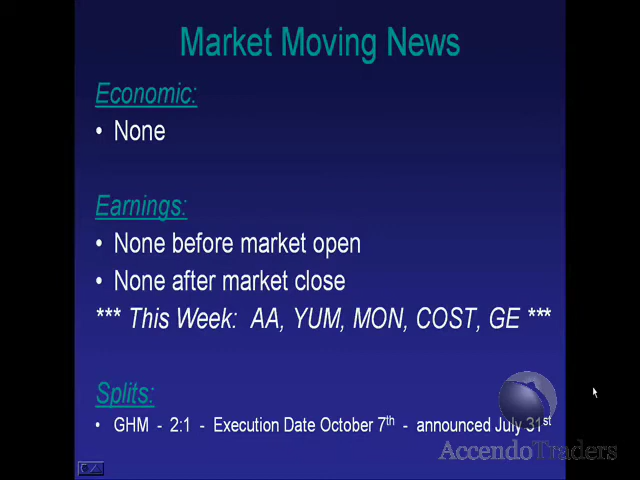 Market Moving News
Economic:
• None
Earnings:
• None before market open
• None after market close
*** This Week: AA, YUM, MON, COST, GE ***
Splits:
• GHM - 2:1 - Execution Date October 7th - announced July 31st
AccendoTraders